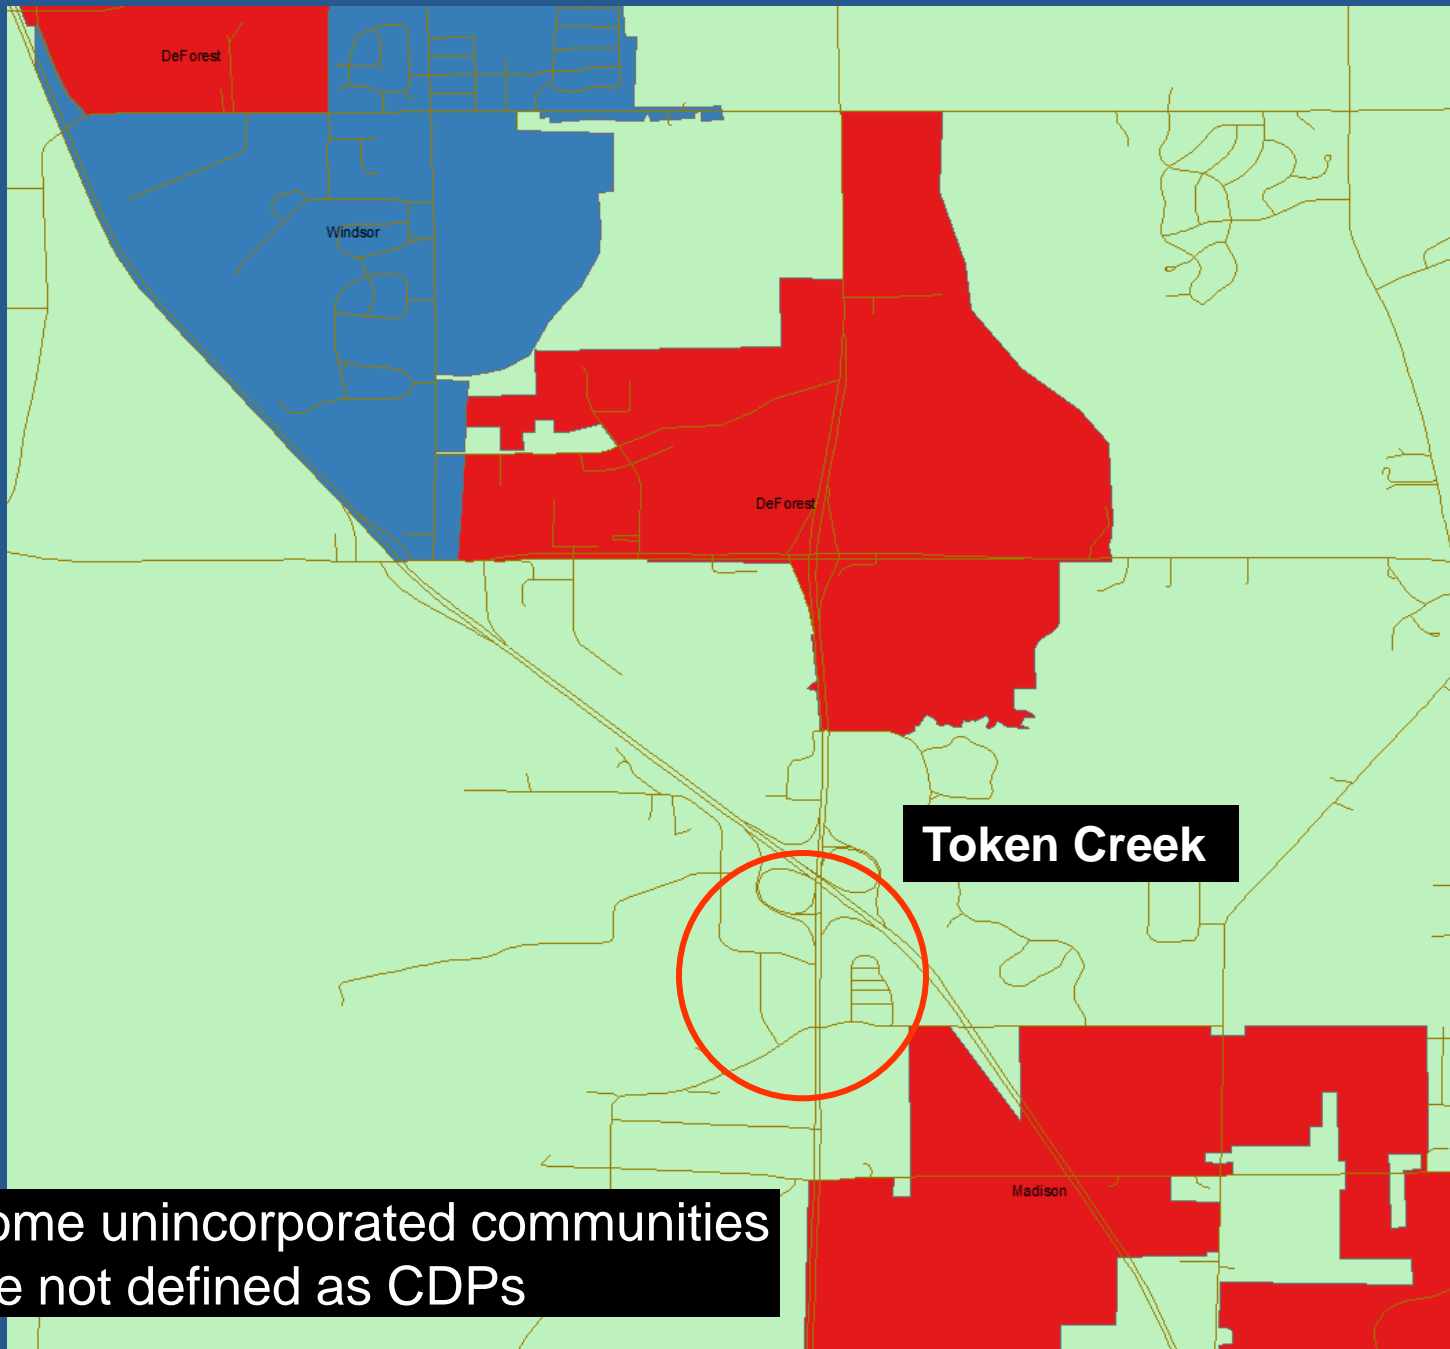 DeForest
Windsor
DeForest
Token Creek
Madison
ome unincorporated communities
e not defined as CDPs